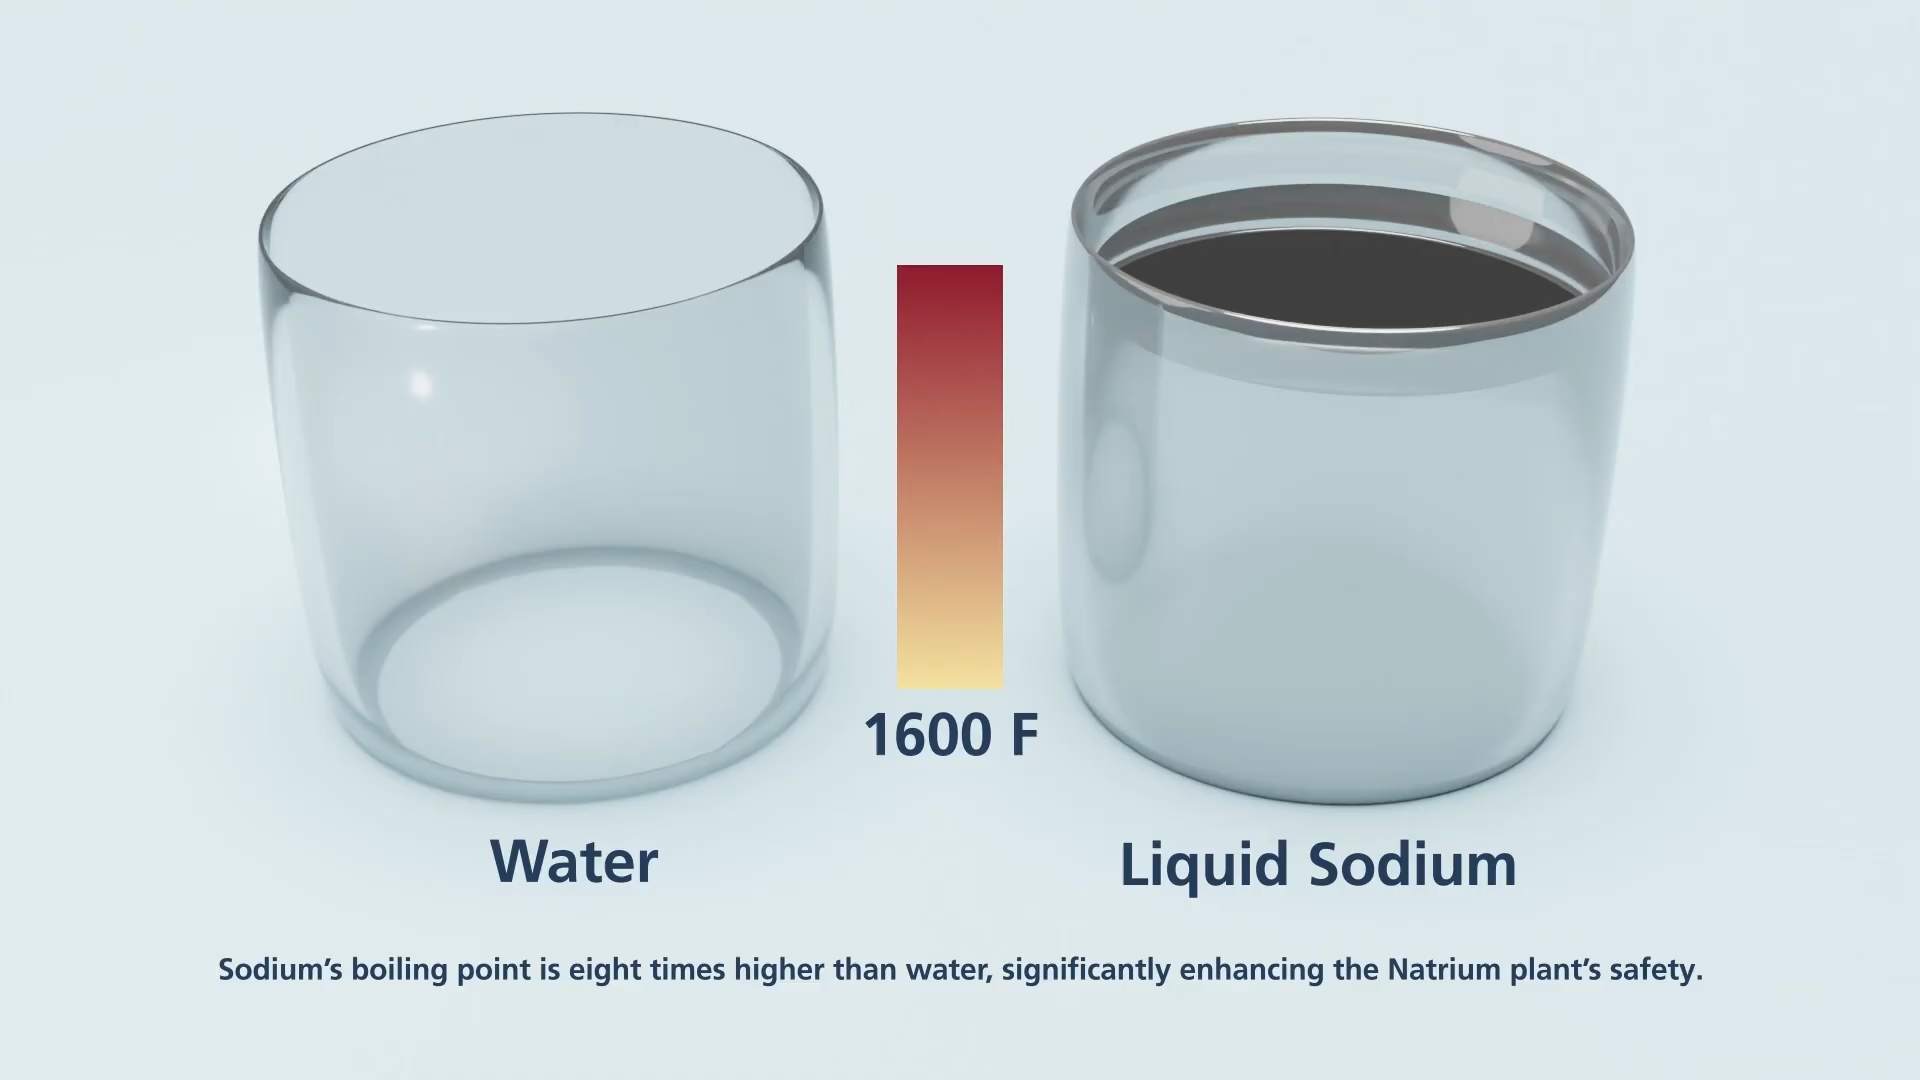 1600 F
Water
Liquid Sodium
Sodium’s boiling point is eight times higher than water, significantly enhancing the Natrium plant’s safety.